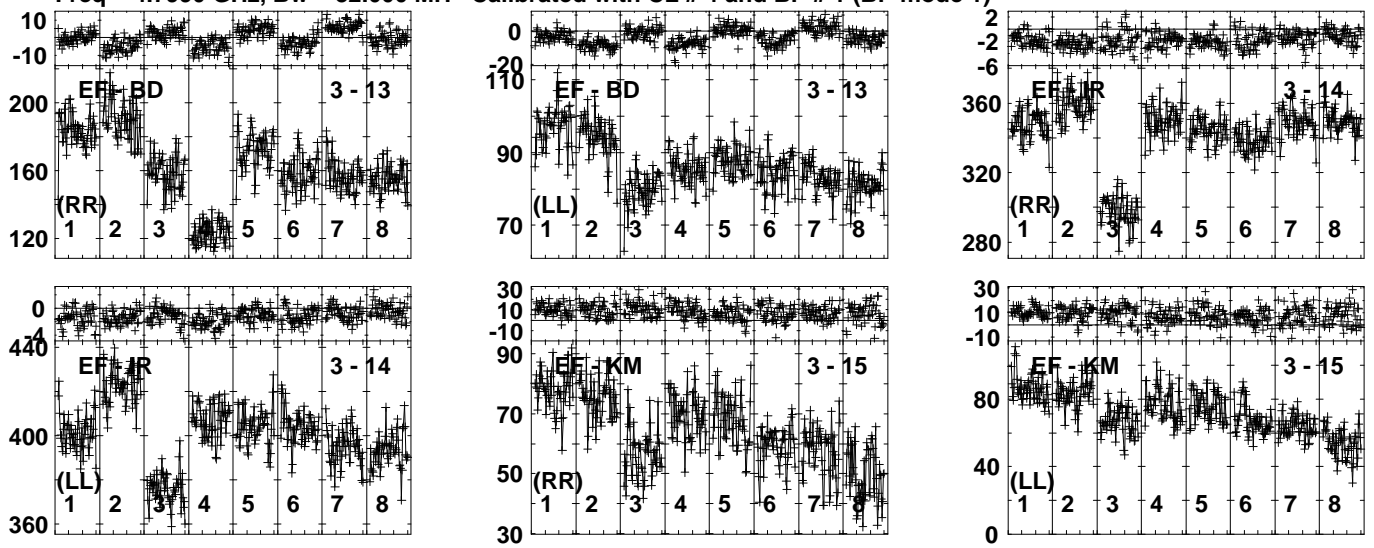 10
-10
200
160
120
EF - BD 3 - 13
(RR)
1 2 3 4 5 6 7 8
0
-20
110
90
70
EF - BD 3 - 13
(LL)
1 2 3 4 5 6 7 8
2
-2
-6
360
320
280
EF - IR 3 - 14
(RR)
1 2 3 4 5 6 7 8
0
4
440
400
360
EF - IR 3 - 14
(LL)
1 2 3 4 5 6 7 8
30
10
-10
90
70
50
30
EF - KM 3 - 15
(RR)
1 2 3 4 5 6 7 8
30
10
-10
80
40
0
EF - KM 3 - 15
(LL)
1 2 3 4 5 6 7 8